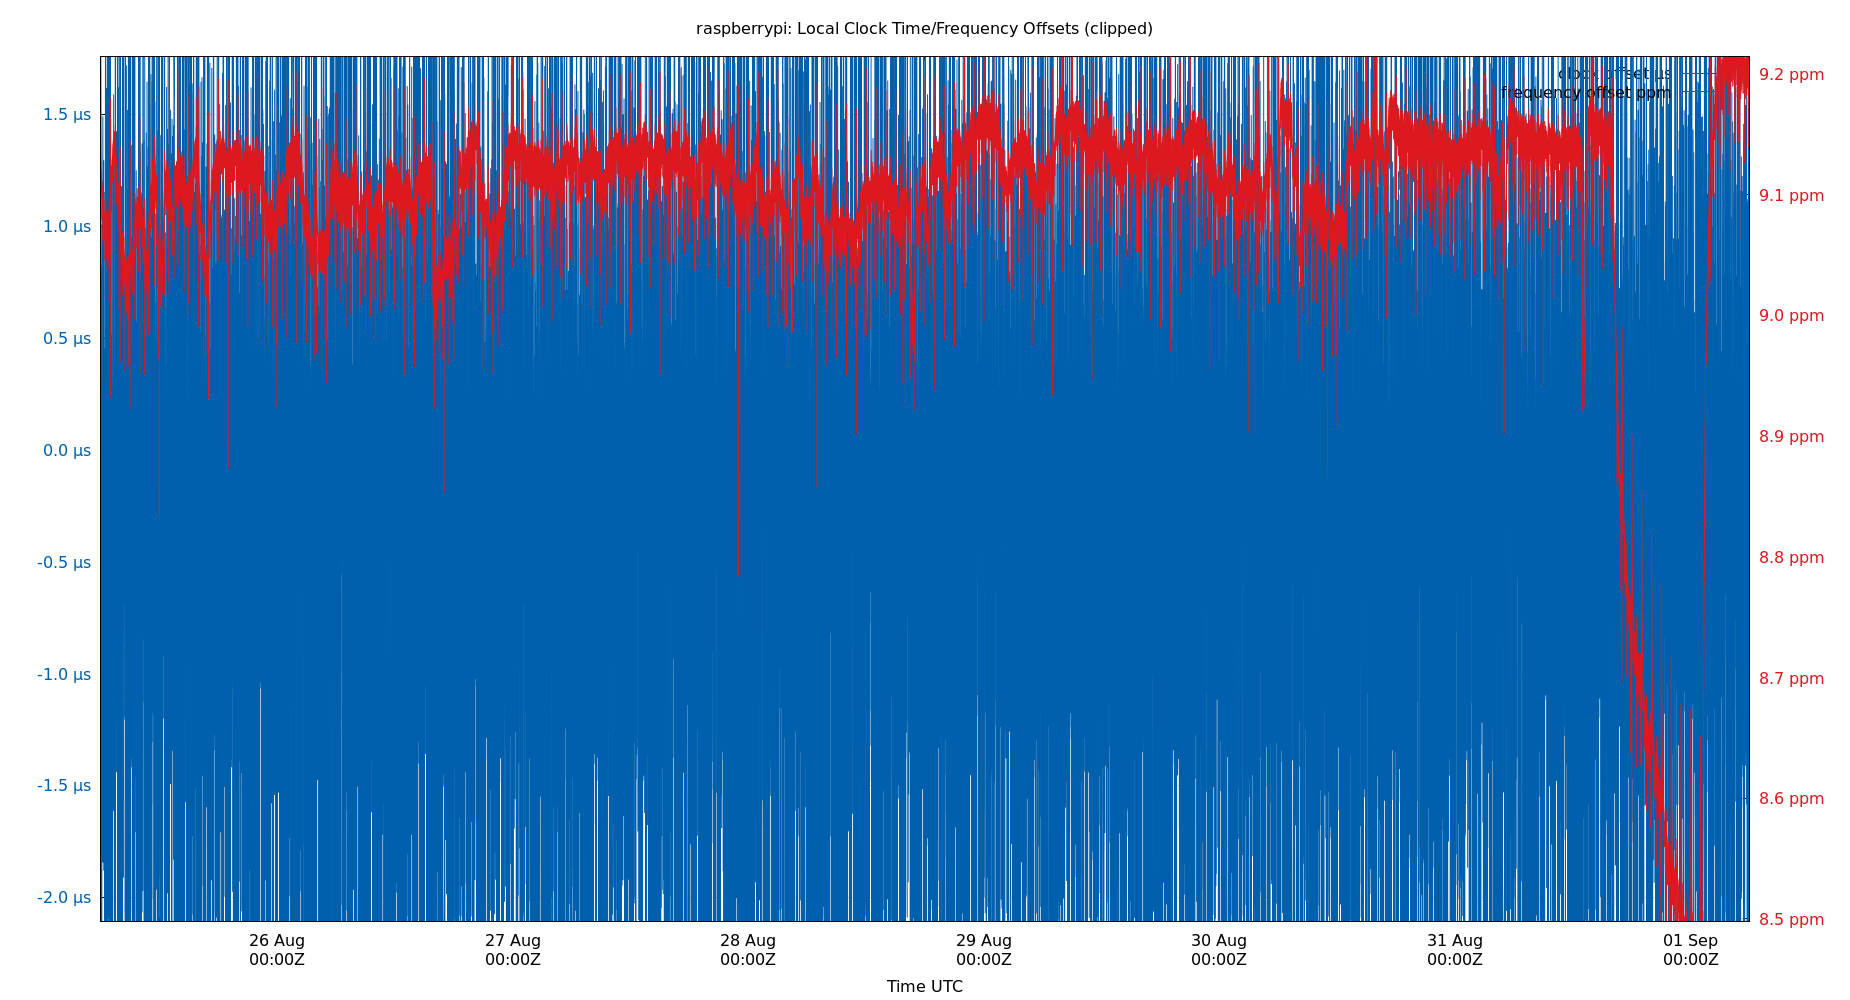 raspberrypi: Local Clock Time/Frequency Offsets (clipped)
clock offset µs
frequency offset ppm
1.5 µs
1.0 µs
0.5 µs
0.0 µs
-0.5 µs
-1.0 µs
-1.5 µs
-2.0 µs
9.2 ppm
9.1 ppm
9.0 ppm
8.9 ppm
8.8 ppm
8.7 ppm
8.6 ppm
8.5 ppm
26 Aug
00:00Z
27 Aug
00:00Z
28 Aug
00:00Z
29 Aug
00:00Z
30 Aug
00:00Z
31 Aug
00:00Z
01 Sep
00:00Z
Time UTC